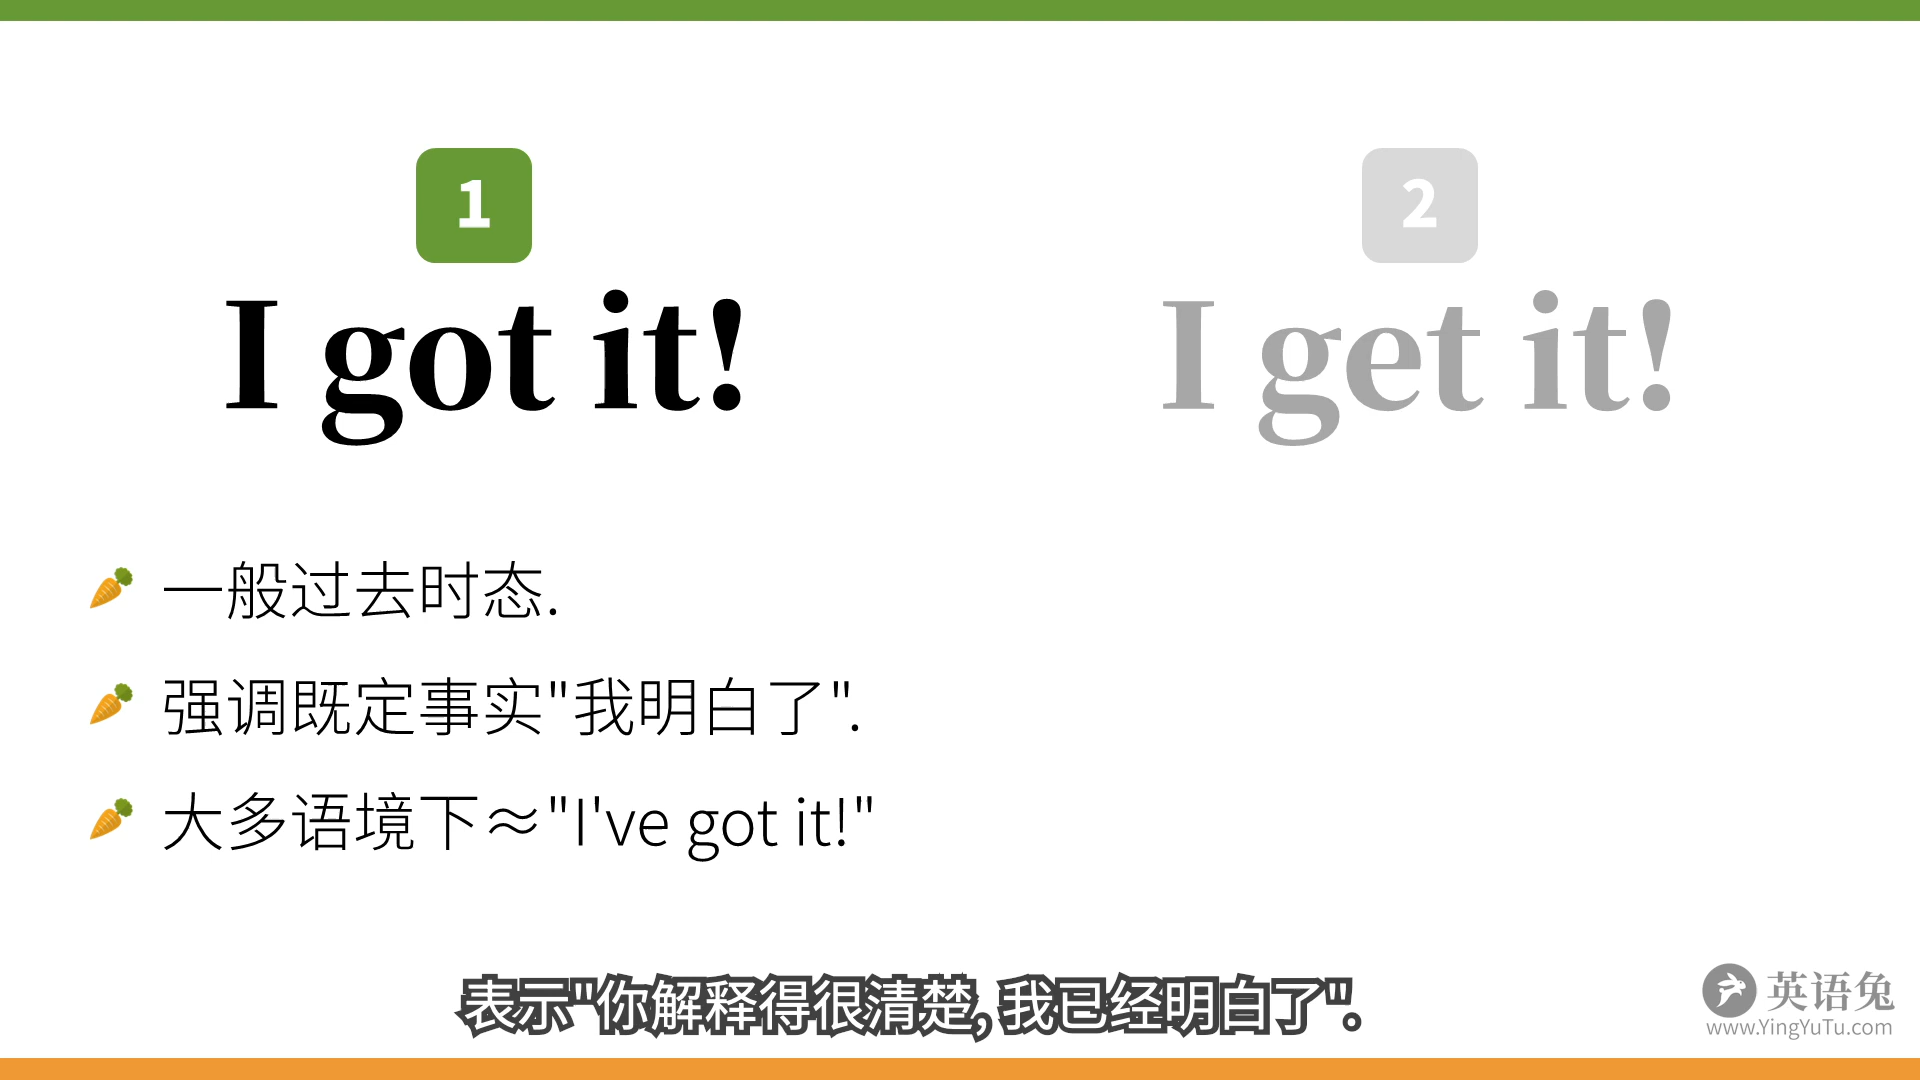 1
I got it!
2
I get it!
一般过去时态.
强调既定事实"我明白了".
大多语境下≈"I've got it!"
表示"你解释得很清楚,我已经明白了"。
英语兔
www.YingYuTu.com